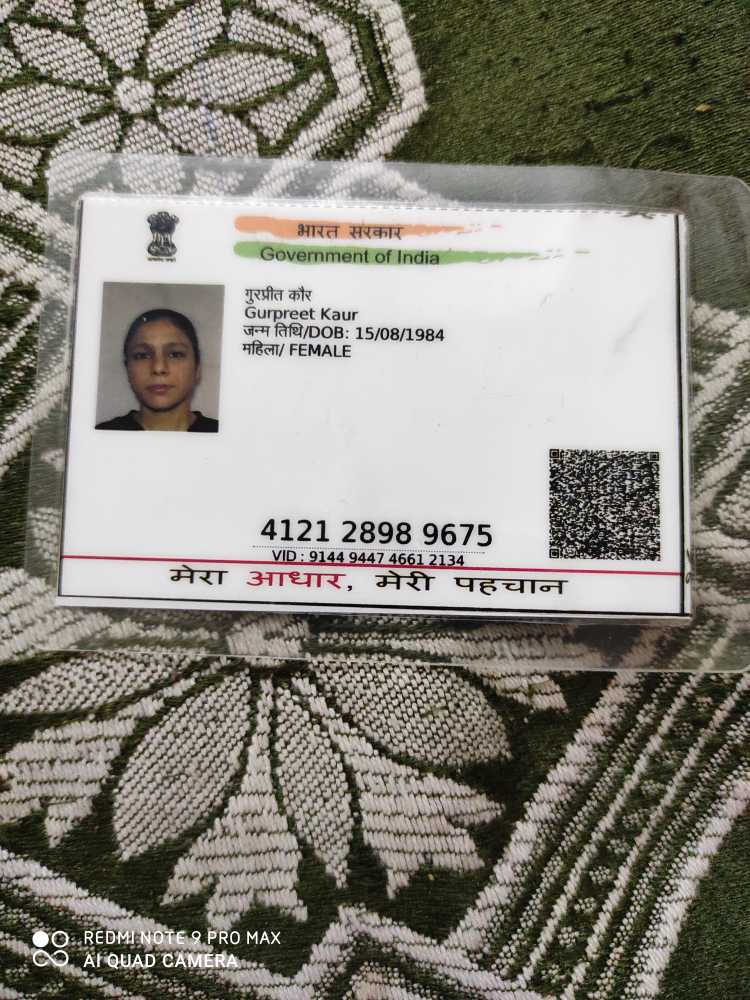 भारत सरकार
Government of India
गुरप्रीत कौर
Gurpreet Kaur
जन्म तिथि/DOB: 15/08/1984
महिला/ FEMALE
4121 2898 9675
VID : 9144 9447 4661 2134
मेरा आधार, मेरी पहचान
REDMI NOTE 9 PRO MAX
AI QUAD CAMERA